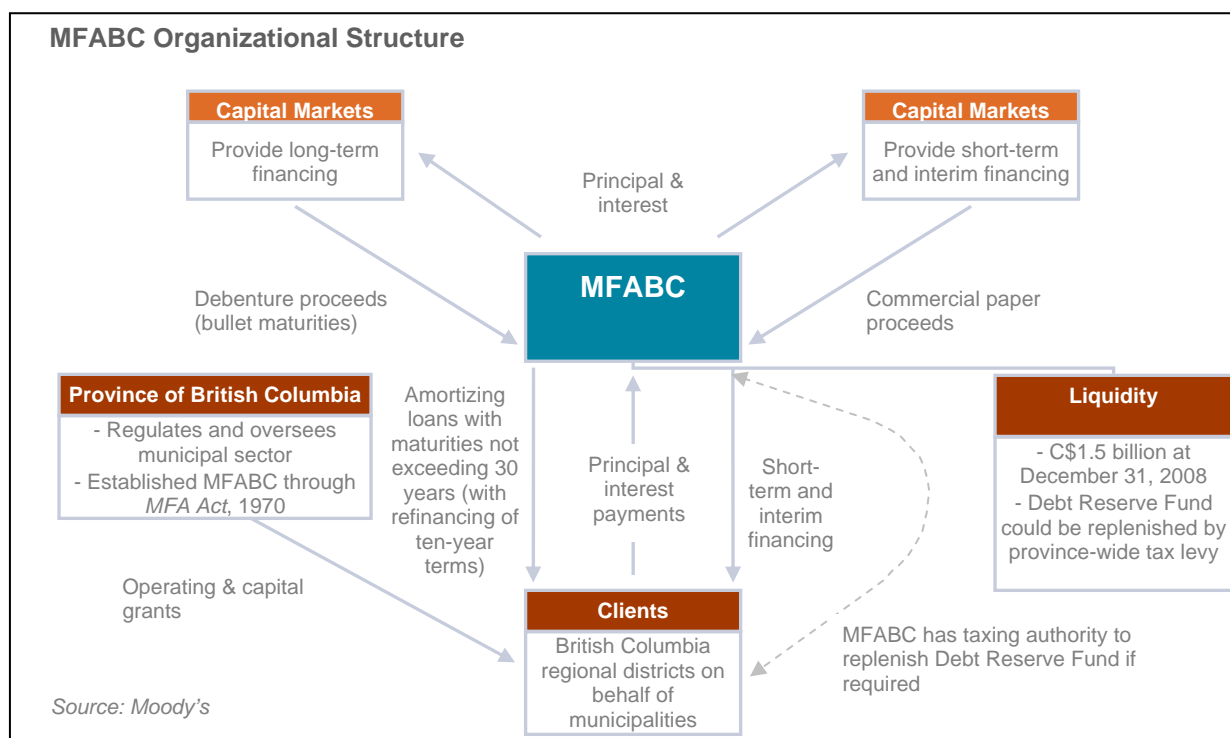 MFABC Organizational Structure
Capital Markets
Provide long-term
financing
Capital Markets
Provide short-term
and interim financing
Principal &
interest
MFABC
Debenture proceeds
(bullet maturities)
Commercial paper
proceeds
Province of British Columbia
- Regulates and oversees
municipal sector
- Established MFABC through
MFA Act, 1970
Amortizing
loans with
maturities not
exceeding 30
years (with
refinancing of
ten-year
terms)
Principal &
interest
payments
Short-
term and
interim
financing
Liquidity
- C$1.5 billion at
December 31, 2008
- Debt Reserve Fund
could be replenished by
province-wide tax levy
Operating & capital
grants
Clients
British Columbia
regional districts on
behalf of
municipalities
MFABC has taxing authority to
replenish Debt Reserve Fund if
required
Source: Moody's